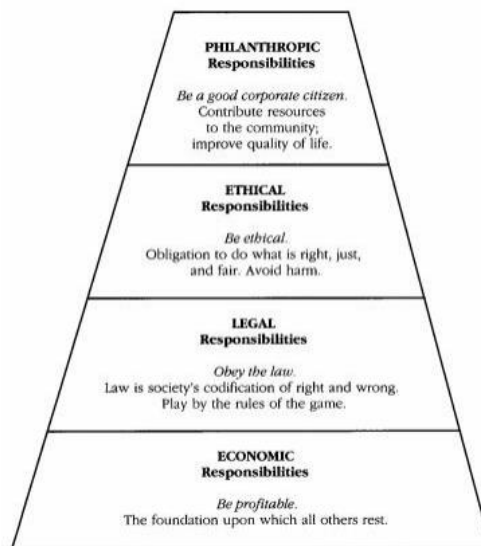 PHILANTHROPIC
Responsibilities
Be a good corporate citizen.
Contribute resources
to the community;
improve quality of life.
ETHICAL
Responsibilities
Be ethical.
Obligation to do what is right, just,
and fair. Avoid harm.
LEGAL
Responsibilities
Obey the law.
Law is society's codification of right and wrong.
Play by the rules of the game.
ECONOMIC
Responsibilities
Be profitable.
The foundation upon which all others rest.